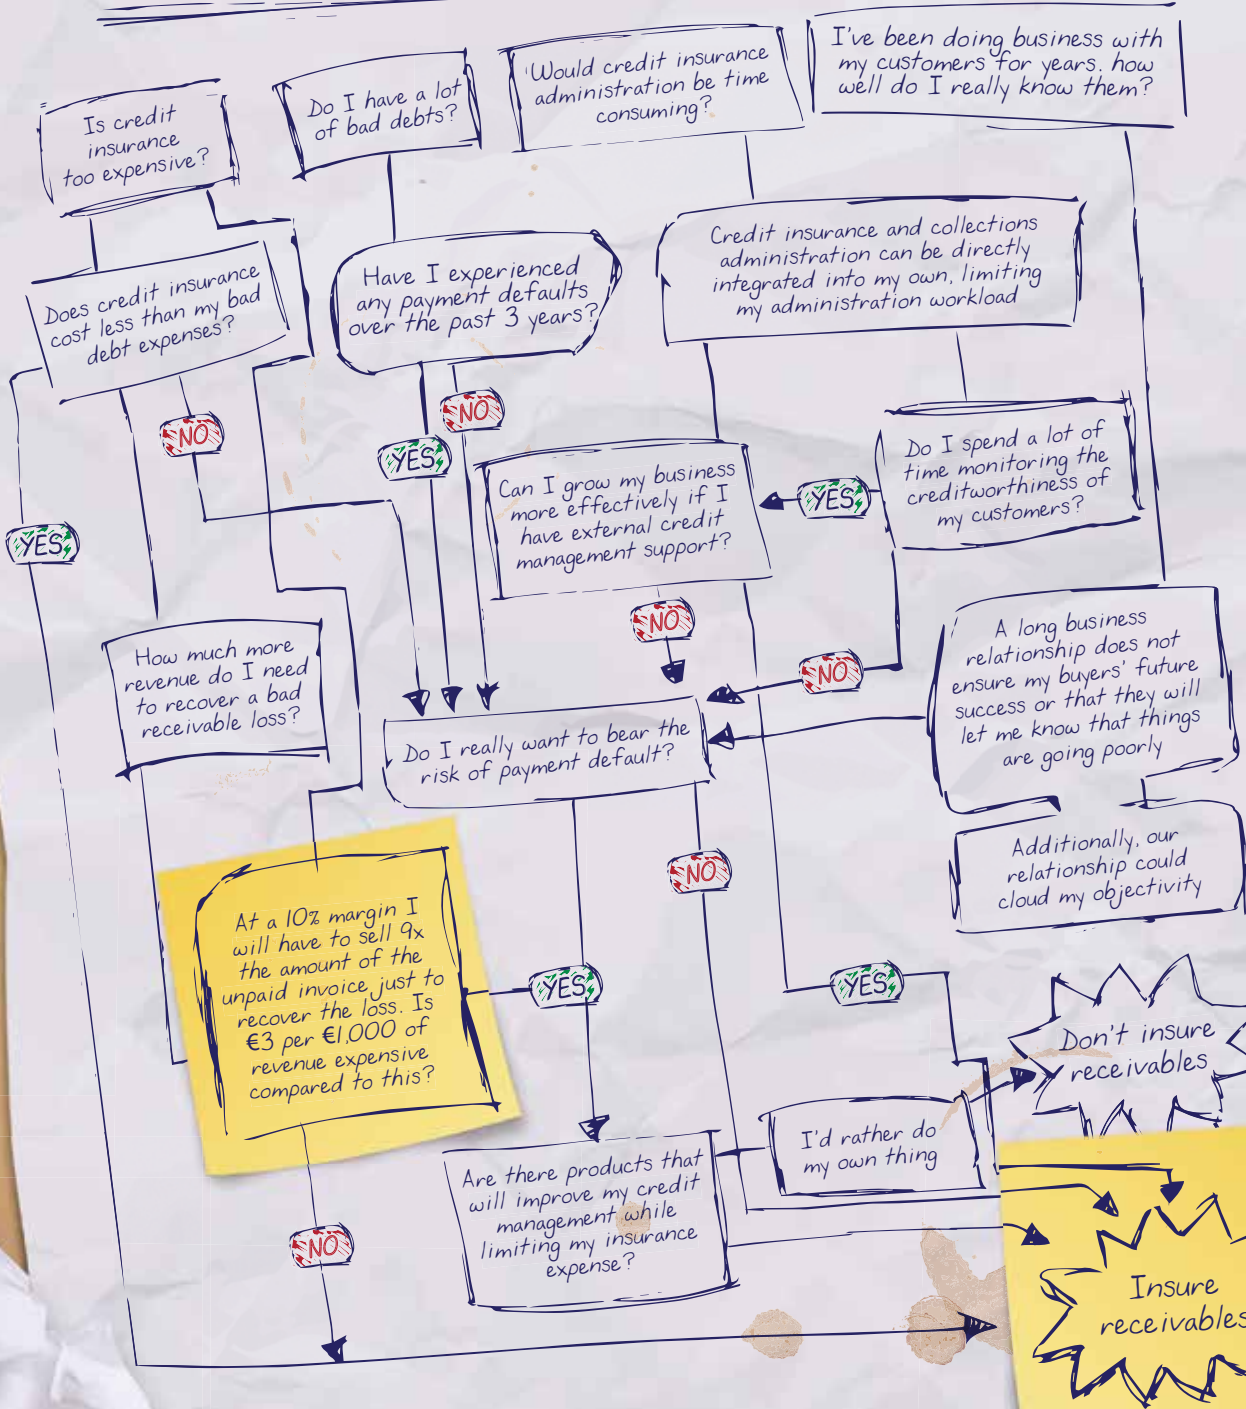 Is credit
insurance
too expensive?
Do I have a lot
of bad debts?
Would credit insurance
administration be time
consuming?
I've been doing business with
my customers for years. how
well do I really know them?
Does credit insurance
cost less than my bad
debt expenses?
Have I experienced
any payment defaults
over the past 3 years?
Credit insurance and collections
administration can be directly
integrated into my own, limiting
my administration workload
NO
NO
YES
Can I grow my business
more effectively if I
have external credit
management support?
YES
Do I spend a lot of
time monitoring the
creditworthiness of
my customers?
YES
NO
NO
How much more
revenue do I need
to recover a bad
receivable loss?
Do I really want to bear the
risk of payment default?
A long business
relationship does not
ensure my buyers' future
success or that they will
let me know that things
are going poorly
Additionally, our
relationship could
cloud my objectivity
NO
At a 10% margin I
will have to sell 9x
the amount of the
unpaid invoice just to
recover the loss. Is
€3 per €1,000 of
revenue expensive
compared to this?
YES
YES
Don't insure
receivables
I'd rather do
my own thing
Are there products that
will improve my credit
management while
limiting my insurance
expense?
NO
Insure
receivables